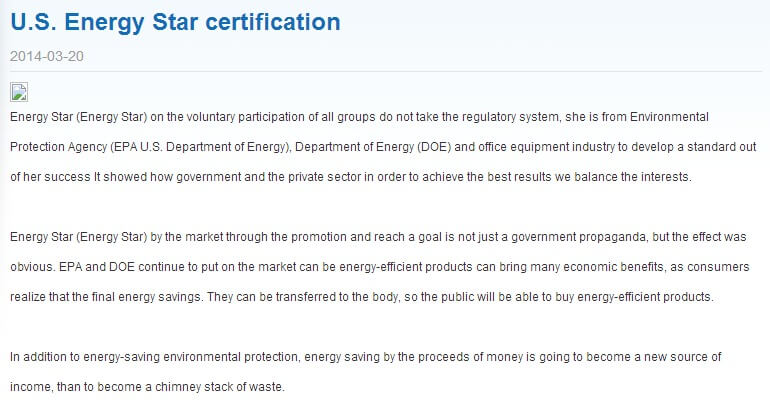 U.S. Energy Star certification
2014-03-20
Energy Star (Energy Star) on the voluntary participation of all groups do not take the regulatory system, she is from Environmental
Protection Agency (EPA U.S. Department of Energy), Department of Energy (DOE) and office equipment industry to develop a standard out
of her success It showed how government and the private sector in order to achieve the best results we balance the interests.
Energy Star (Energy Star) by the market through the promotion and reach a goal is not just a government propaganda, but the effect was
obvious. EPA and DOE continue to put on the market can be energy-efficient products can bring many economic benefits, as consumers
realize that the final energy savings. They can be transferred to the body, so the public will be able to buy energy-efficient products.
In addition to energy-saving environmental protection, energy saving by the proceeds of money is going to become a new source of
income, than to become a chimney stack of waste.